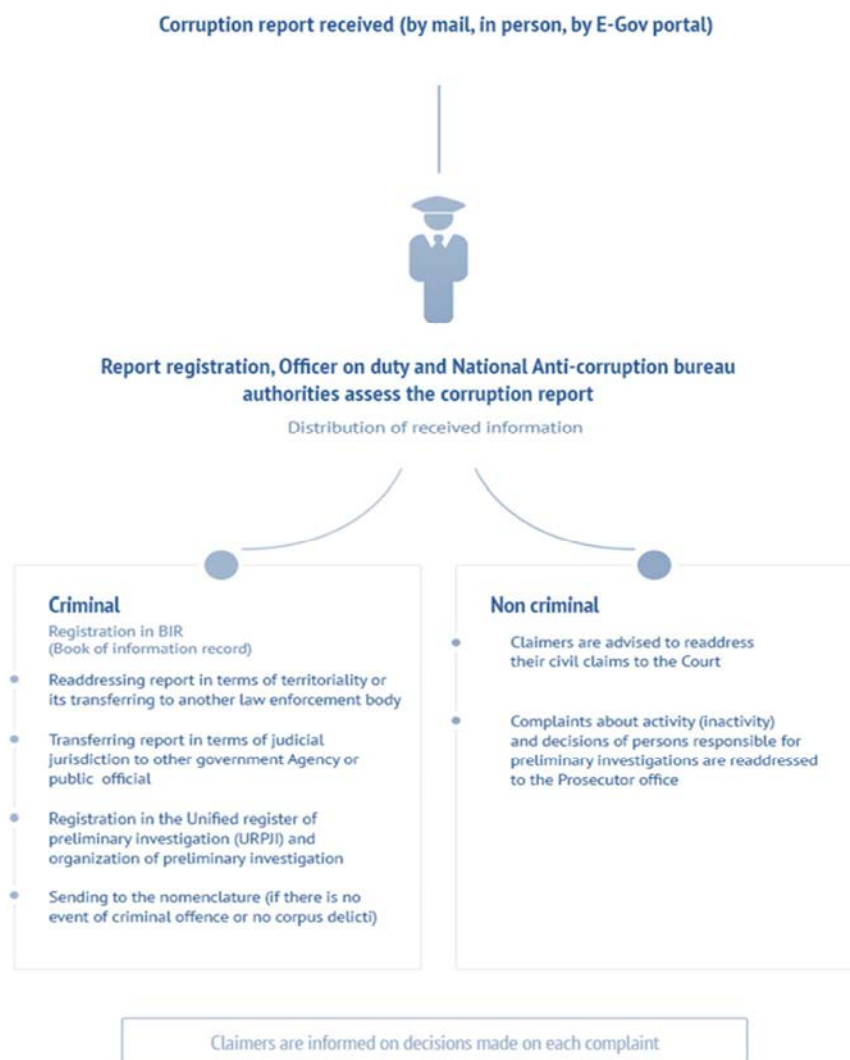 Corruption report received (by mail, in person, by E-Gov portal)
Report registration, Officer on duty and National Anti-corruption bureau
authorities assess the corruption report
Distribution of received information
Criminal
Registration in BIR
(Book of information record)
Readdressing report in terms of territoriality or
its transferring to another law enforcement body
Transferring report in terms of judicial
jurisdiction to other government Agency or
public official
Registration in the Unified register of
preliminary investigation (URPJI) and
organization of preliminary investigation
Sending to the nomenclature (if there is no
event of criminal offence or no corpus delicti)
Non criminal
Claimers are advised to readdress
their civil claims to the Court
Complaints about activity (inactivity)
and decisions of persons responsible for
preliminary investigations are readdressed
to the Prosecutor office
Claimers are informed on decisions made on each complaint